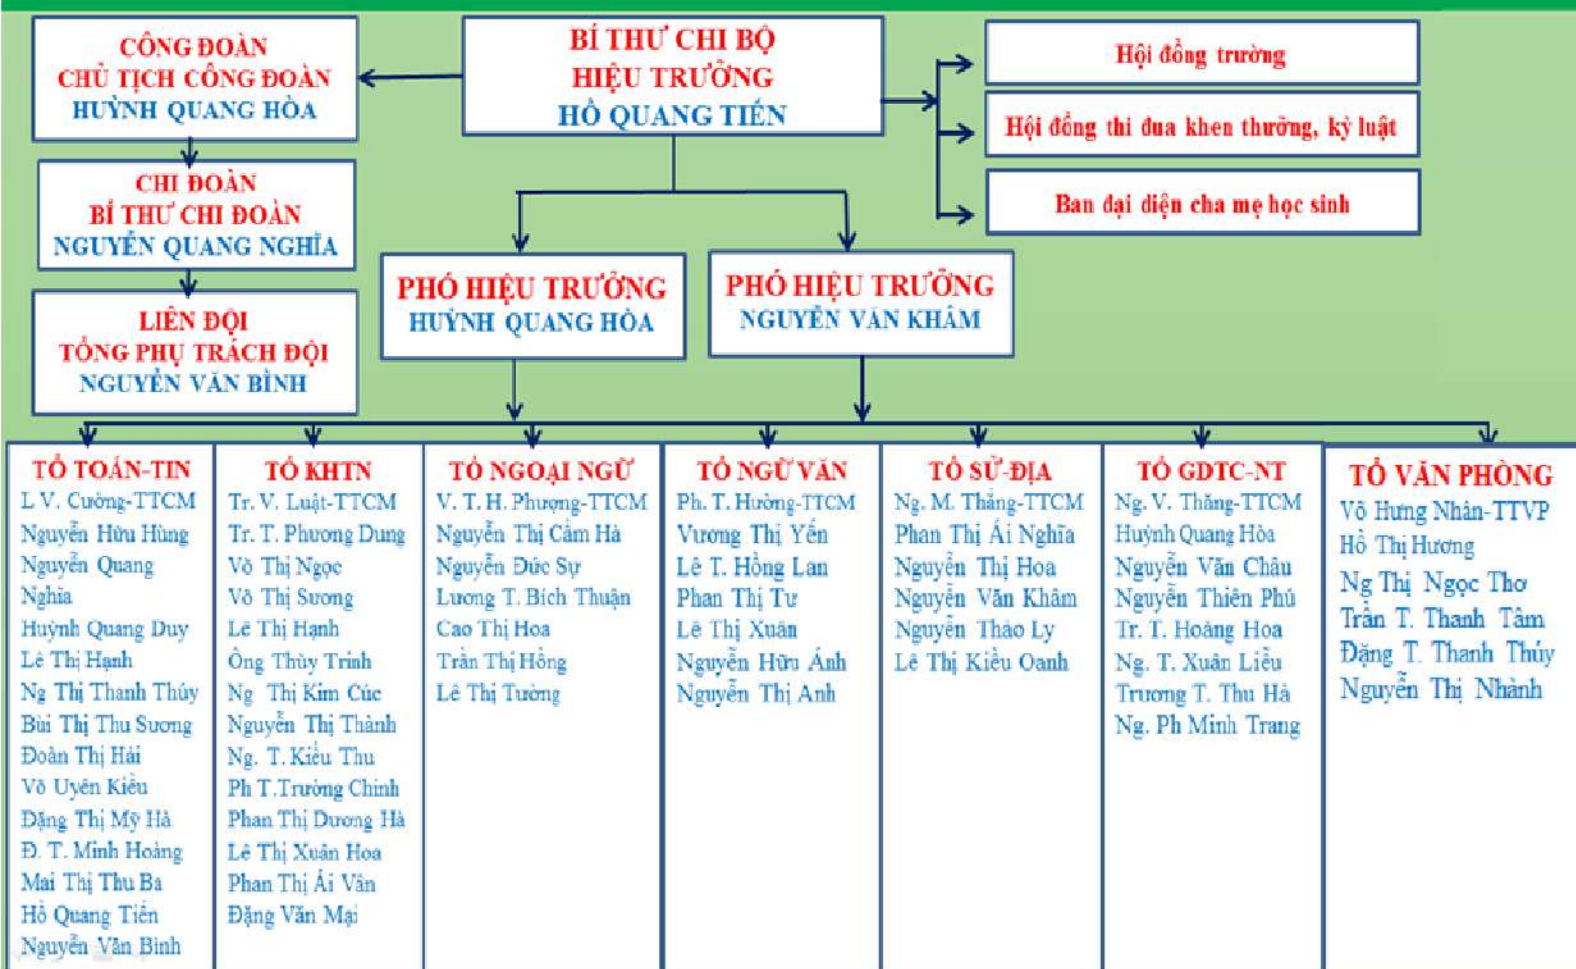 CÔNG ĐOÀN
CHỦ TỊCH CÔNG ĐOÀN
HUỲNH QUANG HÒA
BÍ THƯ CHI BỘ
HIỆU TRƯỞNG
HỒ QUANG TIẾN
Hội đồng trường
Hội đồng thi đua khen thưởng, kỷ luật
Ban đại diện cha mẹ học sinh
CHI ĐOÀN
BÍ THƯ CHI ĐOÀN
NGUYỄN QUANG NGHĨA
LIÊN ĐỘI
TỔNG PHỤ TRÁCH ĐỘI
NGUYỄN VĂN BÌNH
PHÓ HIỆU TRƯỞNG
HUỲNH QUANG HÒA
PHÓ HIỆU TRƯỞNG
NGUYỄN VĂN KHÂM
TỔ TOÁN-TIN
L V. Cường-TTCM
Nguyễn Hữu Hùng
Nguyễn Quang
Nghĩa
Huỳnh Quang Duy
Lê Thị Hạnh
Ng Thị Thanh Thúy
Bùi Thị Thu Sương
Đoàn Thị Hải
Võ Uyên Kiều
Đặng Thị Mỹ Hà
Đ. T. Minh Hoàng
Mai Thị Thu Ba
Hồ Quang Tiến
Nguyễn Văn Bình
TỔ KHTN
Tr. V. Luật-TTCM
Tr. T. Phương Dung
Võ Thị Ngọc
Võ Thị Sương
Lê Thị Hạnh
Ông Thùy Trinh
Ng Thị Kim Cúc
Nguyễn Thị Thành
Ng. T. Kiều Thu
Ph T.Trường Chinh
Phan Thị Dương Hà
Lê Thị Xuân Hoa
Phan Thị Ái Vân
Đặng Văn Mại
TỔ NGOẠI NGỮ
V. T. H. Phượng-TTCM
Nguyễn Thị Cẩm Hà
Nguyễn Đức Sự
Lương T. Bích Thuận
Cao Thị Hoa
Trần Thị Hồng
Lê Thị Tường
TỔ NGỮ VĂN
Ph. T. Hường-TTCM
Vương Thị Yến
Lê T. Hồng Lan
Phan Thị Tư
Lê Thị Xuân
Nguyễn Hữu Ánh
Nguyễn Thị Anh
TỔ SỬ-ĐỊA
Ng. M. Thắng-TTCM
Phan Thị Ái Nghĩa
Nguyễn Thị Hoa
Nguyễn Văn Khâm
Nguyễn Thảo Ly
Lê Thị Kiều Oanh
TỔ GDTC-NT
Ng. V. Thăng-TTCM
Huỳnh Quang Hòa
Nguyễn Văn Châu
Nguyễn Thiên Phú
Tr. T. Hoàng Hoa
Ng. T. Xuân Liễu
Trương T. Thu Hà
Ng. Ph Minh Trang
TỔ VĂN PHÒNG
Võ Hưng Nhân-TTVP
Hồ Thị Hương
Ng Thị Ngọc Thơ
Trần T. Thanh Tâm
Đặng T. Thanh Thúy
Nguyễn Thị Nhành